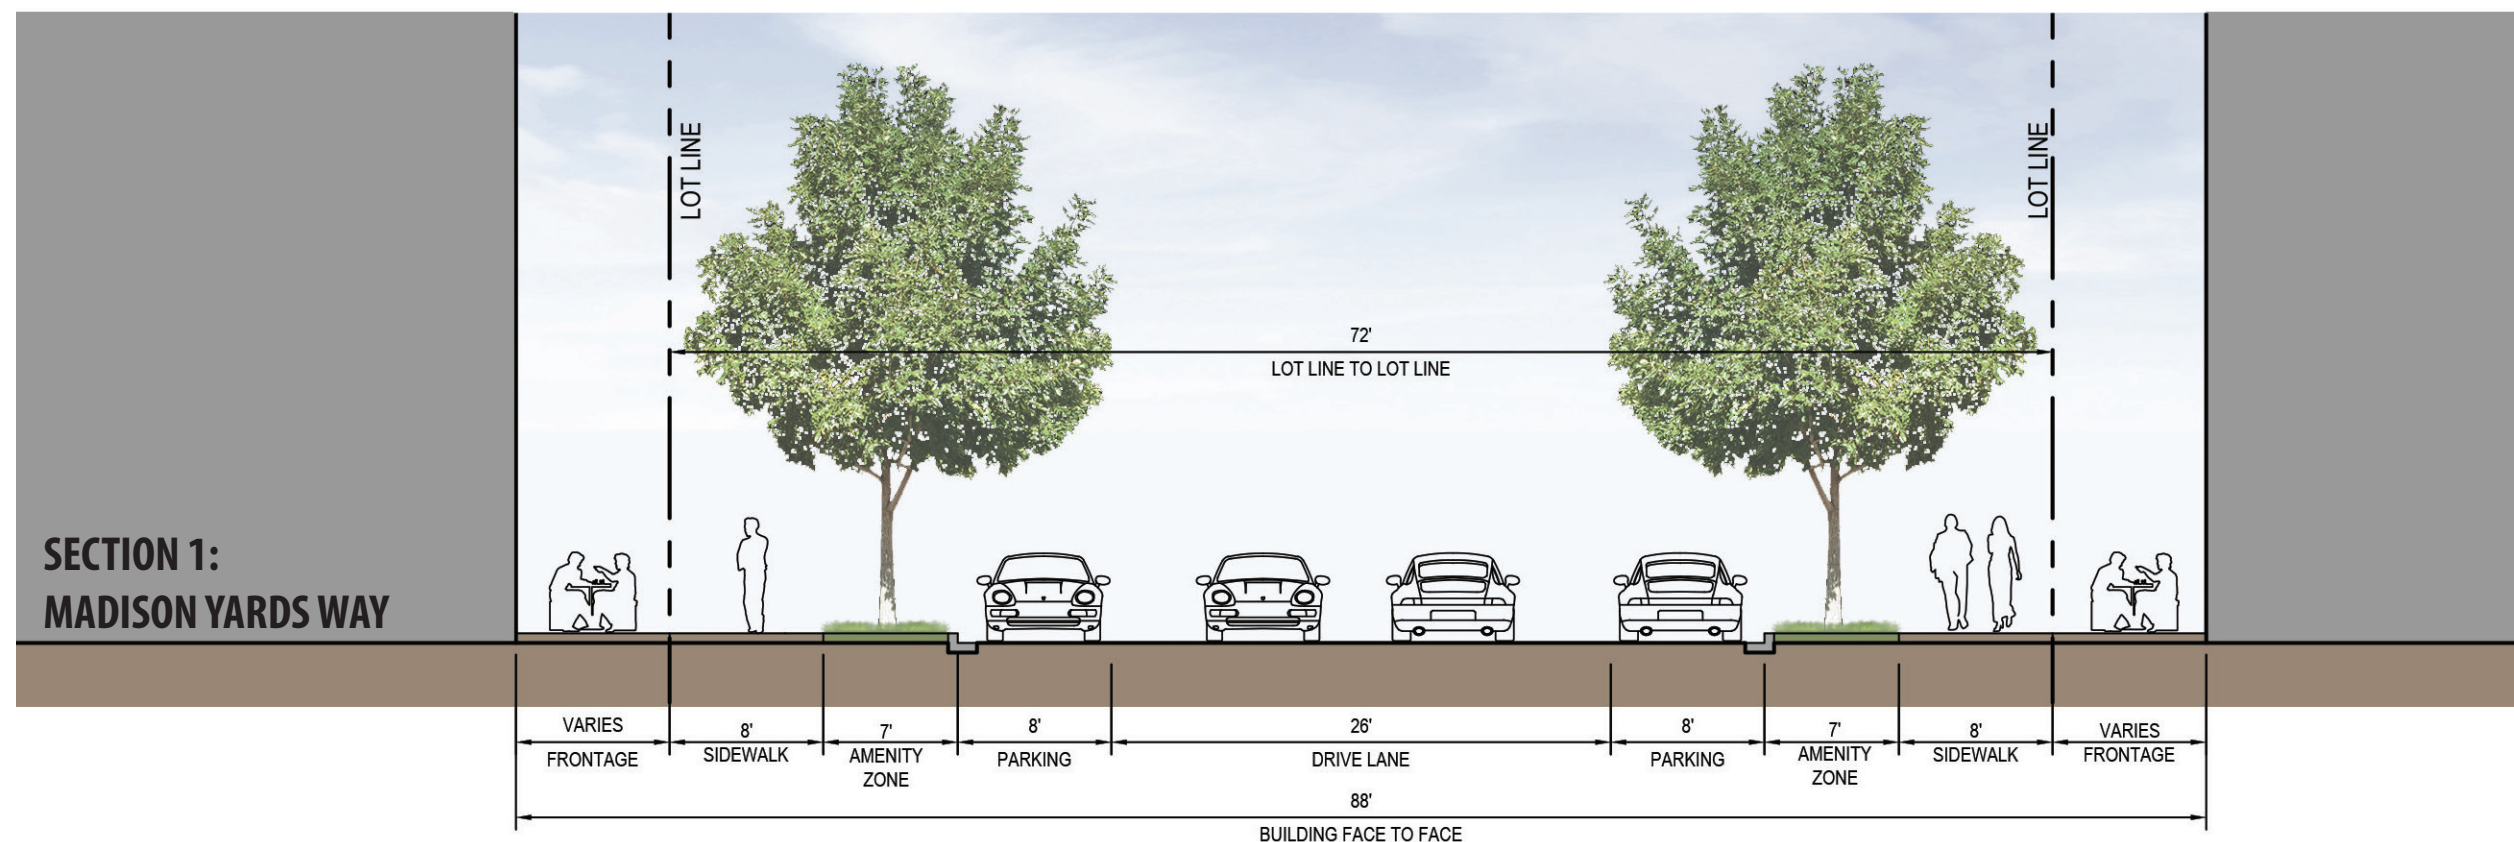 LOT LINE
LOT LINE
72'
LOT LINE TO LOT LINE
SECTION 1:
MADISON YARDS WAY
VARIES
FRONTAGE
8'
SIDEWALK
7'
AMENITY
ZONE
8'
PARKING
26'
DRIVE LANE
8'
PARKING
7'
AMENITY
ZONE
8'
SIDEWALK
VARIES
FRONTAGE
88'
BUILDING FACE TO FACE